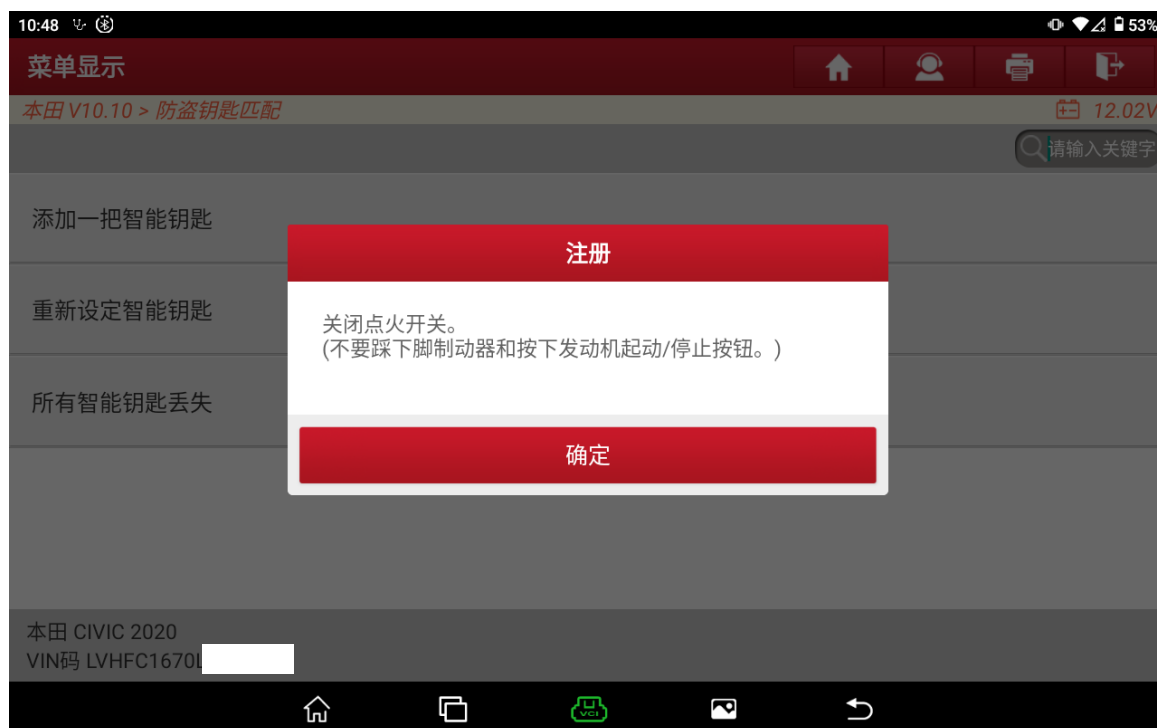 10:48 53%
菜单显示
本田 V10.10 > 防盗钥匙匹配 12.02V
请输入关键字
添加一把智能钥匙
注册
重新设定智能钥匙
关闭点火开关。
(不要踩下脚制动器和按下发动机起动/停止按钮。)
所有智能钥匙丢失
确定
本田 CIVIC 2020
VIN码 LVHFC1670L
VCI